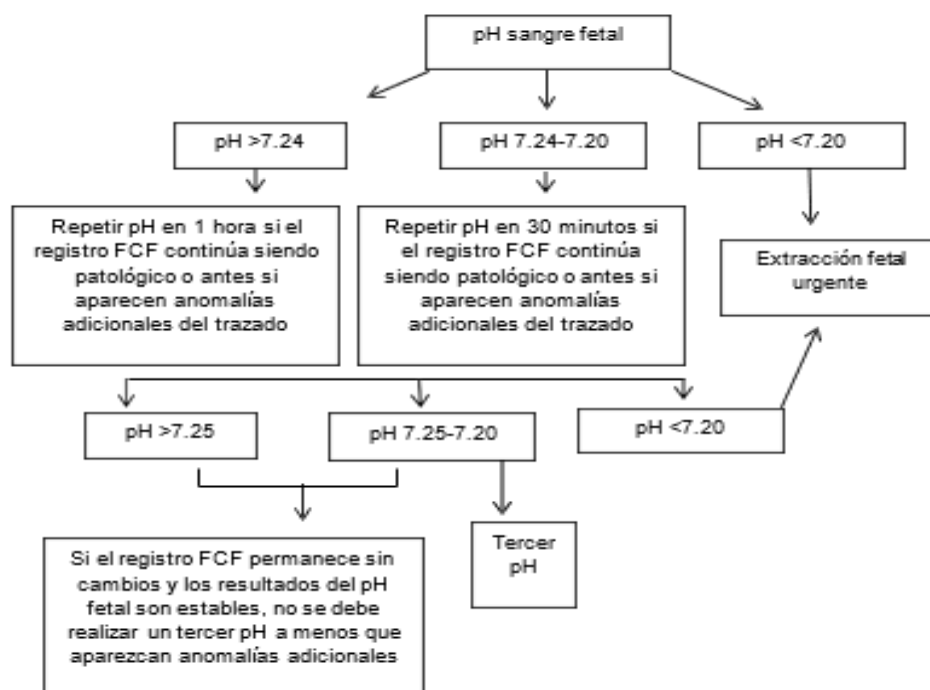 pH sangre fetal
pH >7.24
pH 7.24-7.20
pH <7.20
Repetir pH en 1 hora si el
registro FCF continúa siendo
patológico o antes si
aparecen anomalías
adicionales del trazado
Repetir pH en 30 minutos si
el registro FCF continúa
siendo patológico o antes si
aparecen anomalías
adicionales del trazado
Extracción fetal
urgente
pH >7.25
pH 7.25-7.20
pH <7.20
Si el registro FCF permanece sin
cambios y los resultados del pH
fetal son estables, no se debe
realizar un tercer pH a menos que
aparezcan anomalías adicionales
Tercer
pH